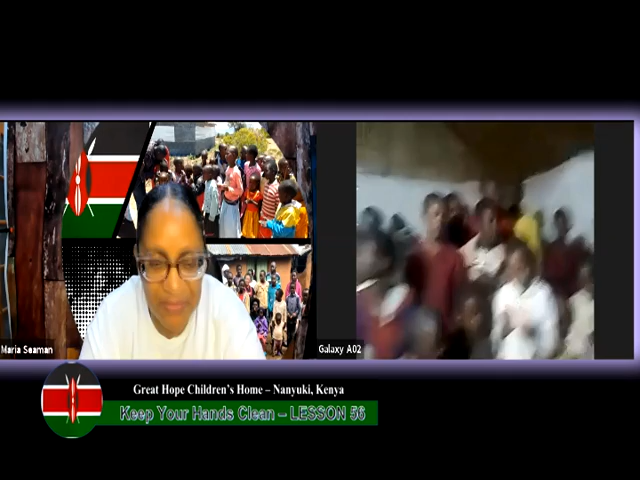 Maria Seaman
Galaxy A02
Great Hope Children's Home – Nanyuki, Kenya
Keep Your Hands Clean – LESSON 56